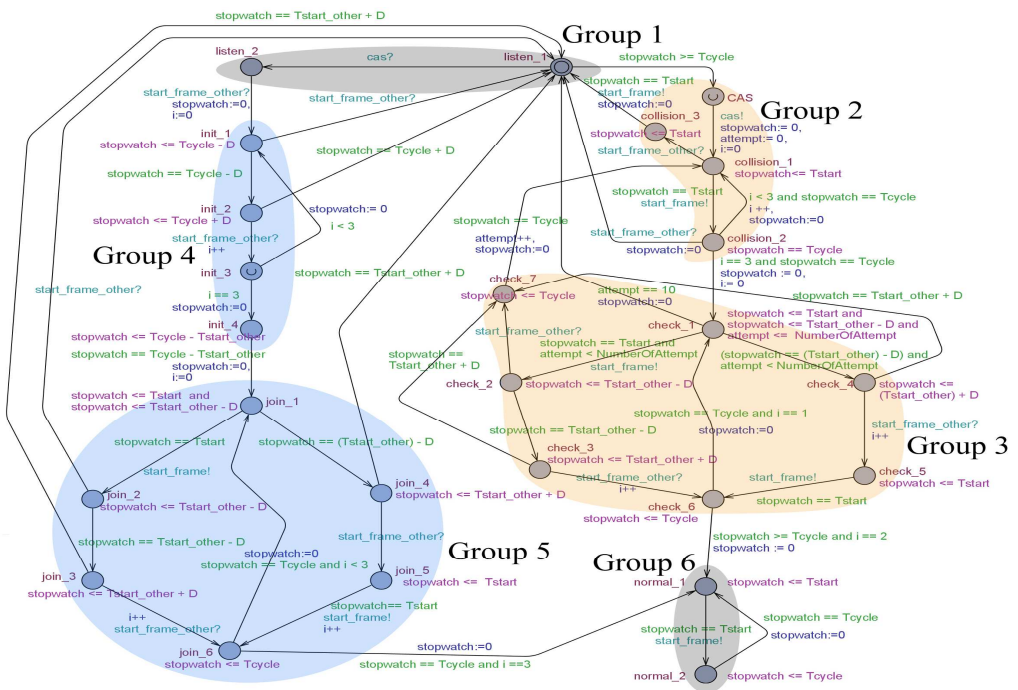 stopwatch == Tstart_other + D
Group 1
listen_2
cas?
listen_1
stopwatch >= Tcycle
start_frame_other?
stopwatch:=0,
i:=0
start_frame_other?
stopwatch == Tstart
start_frame!
stopwatch:=0
CAS
cas!
stopwatch:= 0,
attempt:= 0,
i:=0
Group 2
collision_3
stopwatch <= Tstart
start_frame_other?
collision_1
stopwatch<= Tstart
init_1
stopwatch <= Tcycle - D
stopwatch == Tcycle + D
stopwatch == Tcycle - D
stopwatch == Tstart
start_frame!
i < 3 and stopwatch == Tcycle
i ++,
stopwatch:=0
init_2
stopwatch <= Tcycle + D
stopwatch:= 0
i < 3
start_frame_other?
i++
stopwatch == Tcycle
attempt++,
stopwatch:=0
start_frame_other?
stopwatch:=0
collision_2
stopwatch == Tcycle
i == 3 and stopwatch == Tcycle
stopwatch := 0,
i:= 0
Group 4
init_3
stopwatch == Tstart_other + D
start_frame_other?
i == 3
stopwatch:=0
check_7
stopwatch <= Tcycle
attempt == 10
stopwatch:=0
stopwatch == Tstart_other + D
init_4
stopwatch <= Tcycle - Tstart_other
stopwatch == Tcycle - Tstart_other
stopwatch:=0,
i:=0
start_frame_other?
check_1
stopwatch <= Tstart and
stopwatch <= Tstart_other - D and
attempt <= NumberOfAttempt
stopwatch == Tstart and
attempt < NumberOfAttempt
start_frame!
(stopwatch == (Tstart_other) - D) and
attempt < NumberOfAttempt
stopwatch ==
Tstart_other + D
check_2
stopwatch <= Tstart_other - D
check_4
stopwatch <=
(Tstart_other) + D
stopwatch <= Tstart and
stopwatch <= Tstart_other - D
join_1
stopwatch == Tcycle and i == 1
stopwatch:=0
start_frame_other?
i++
stopwatch == Tstart
start_frame!
stopwatch == (Tstart_other) - D
stopwatch == Tstart_other - D
Group 3
check_3
stopwatch <= Tstart_other + D
start_frame_other?
i++
check_5
stopwatch <= Tstart
start_frame!
stopwatch == Tstart
join_2
stopwatch <= Tstart_other - D
join_4
stopwatch <= Tstart_other + D
check_6
stopwatch <= Tcycle
stopwatch == Tstart_other - D
start_frame_other?
stopwatch:=0
stopwatch == Tcycle and i < 3
Group 5
stopwatch >= Tcycle and i == 2
stopwatch := 0
Group 6
join_3
stopwatch <= Tstart_other + D
join_5
stopwatch <= Tstart
normal_1
stopwatch <= Tstart
i++
start_frame_other?
stopwatch== Tstart
start_frame!
i++
stopwatch == Tstart
start_frame!
stopwatch == Tcycle
stopwatch:=0
join_6
stopwatch <= Tcycle
stopwatch:=0
stopwatch == Tcycle and i ==3
normal_2
stopwatch <= Tcycle